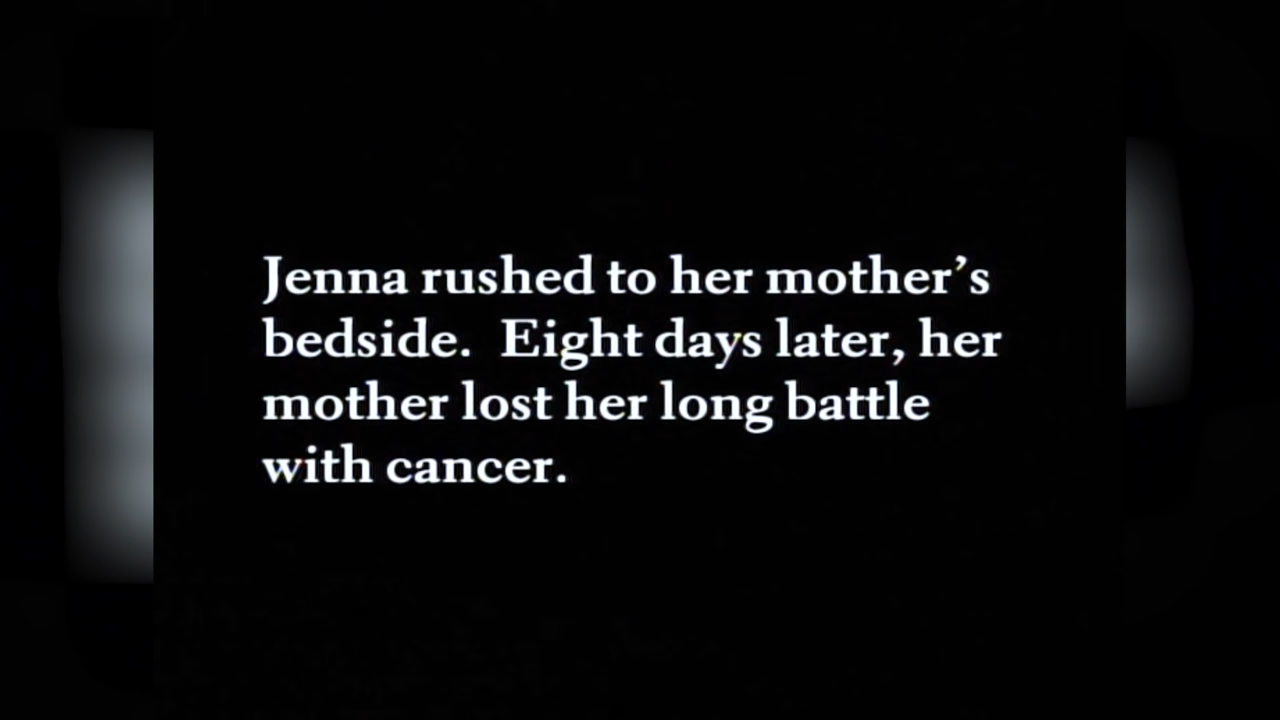 Jenna rushed to her mother’s
bedside.  Eight days later, her
mother lost her long battle
with cancer.